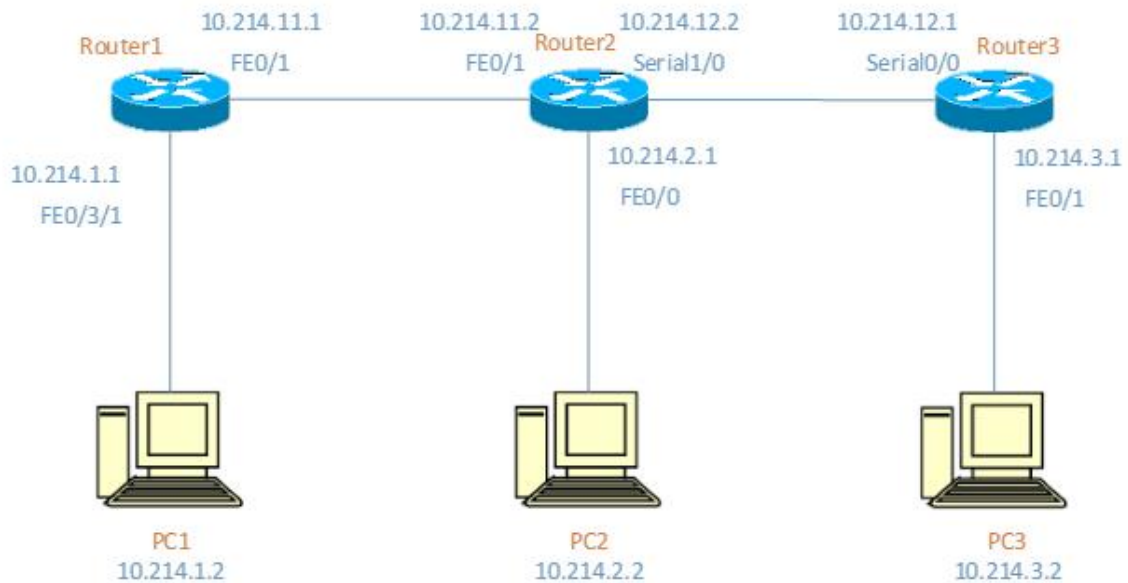 10.214.11.1
10.214.11.2
10.214.12.2
10.214.12.1
Router1
Router2
Router3
FE0/1
FE0/1
Serial1/0
Serial0/0
10.214.1.1
10.214.2.1
10.214.3.1
FE0/3/1
FE0/0
FE0/1
PC1
PC2
PC3
10.214.1.2
10.214.2.2
10.214.3.2